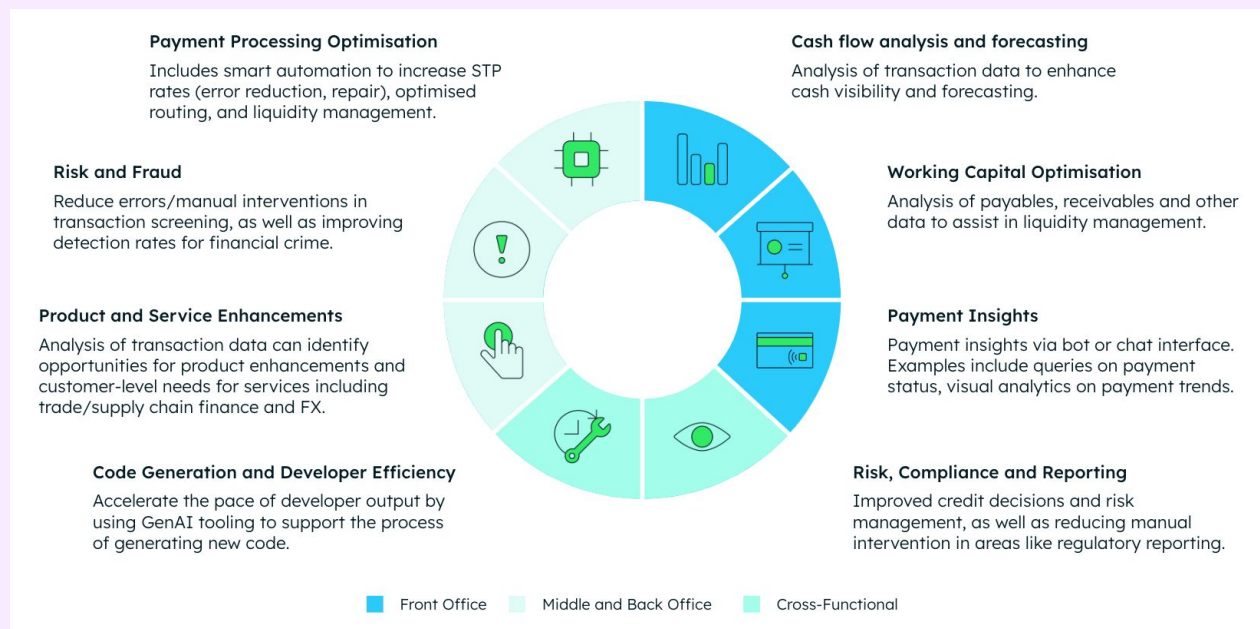 Payment Processing Optimisation
Includes smart automation to increase STP
rates (error reduction, repair), optimised
routing, and liquidity management.
Cash flow analysis and forecasting
Analysis of transaction data to enhance
cash visibility and forecasting.
Risk and Fraud
Reduce errors/manual interventions in
transaction screening, as well as improving
detection rates for financial crime.
Working Capital Optimisation
Analysis of payables, receivables and other
data to assist in liquidity management.
Product and Service Enhancements
Analysis of transaction data can identify
opportunities for product enhancements and
customer-level needs for services including
trade/supply chain finance and FX.
Payment Insights
Payment insights via bot or chat interface.
Examples include queries on payment
status, visual analytics on payment trends.
Code Generation and Developer Efficiency
Accelerate the pace of developer output by
using GenAI tooling to support the process
of generating new code.
Risk, Compliance and Reporting
Improved credit decisions and risk
management, as well as reducing manual
intervention in areas like regulatory reporting.
Front Office
Middle and Back Office
Cross-Functional